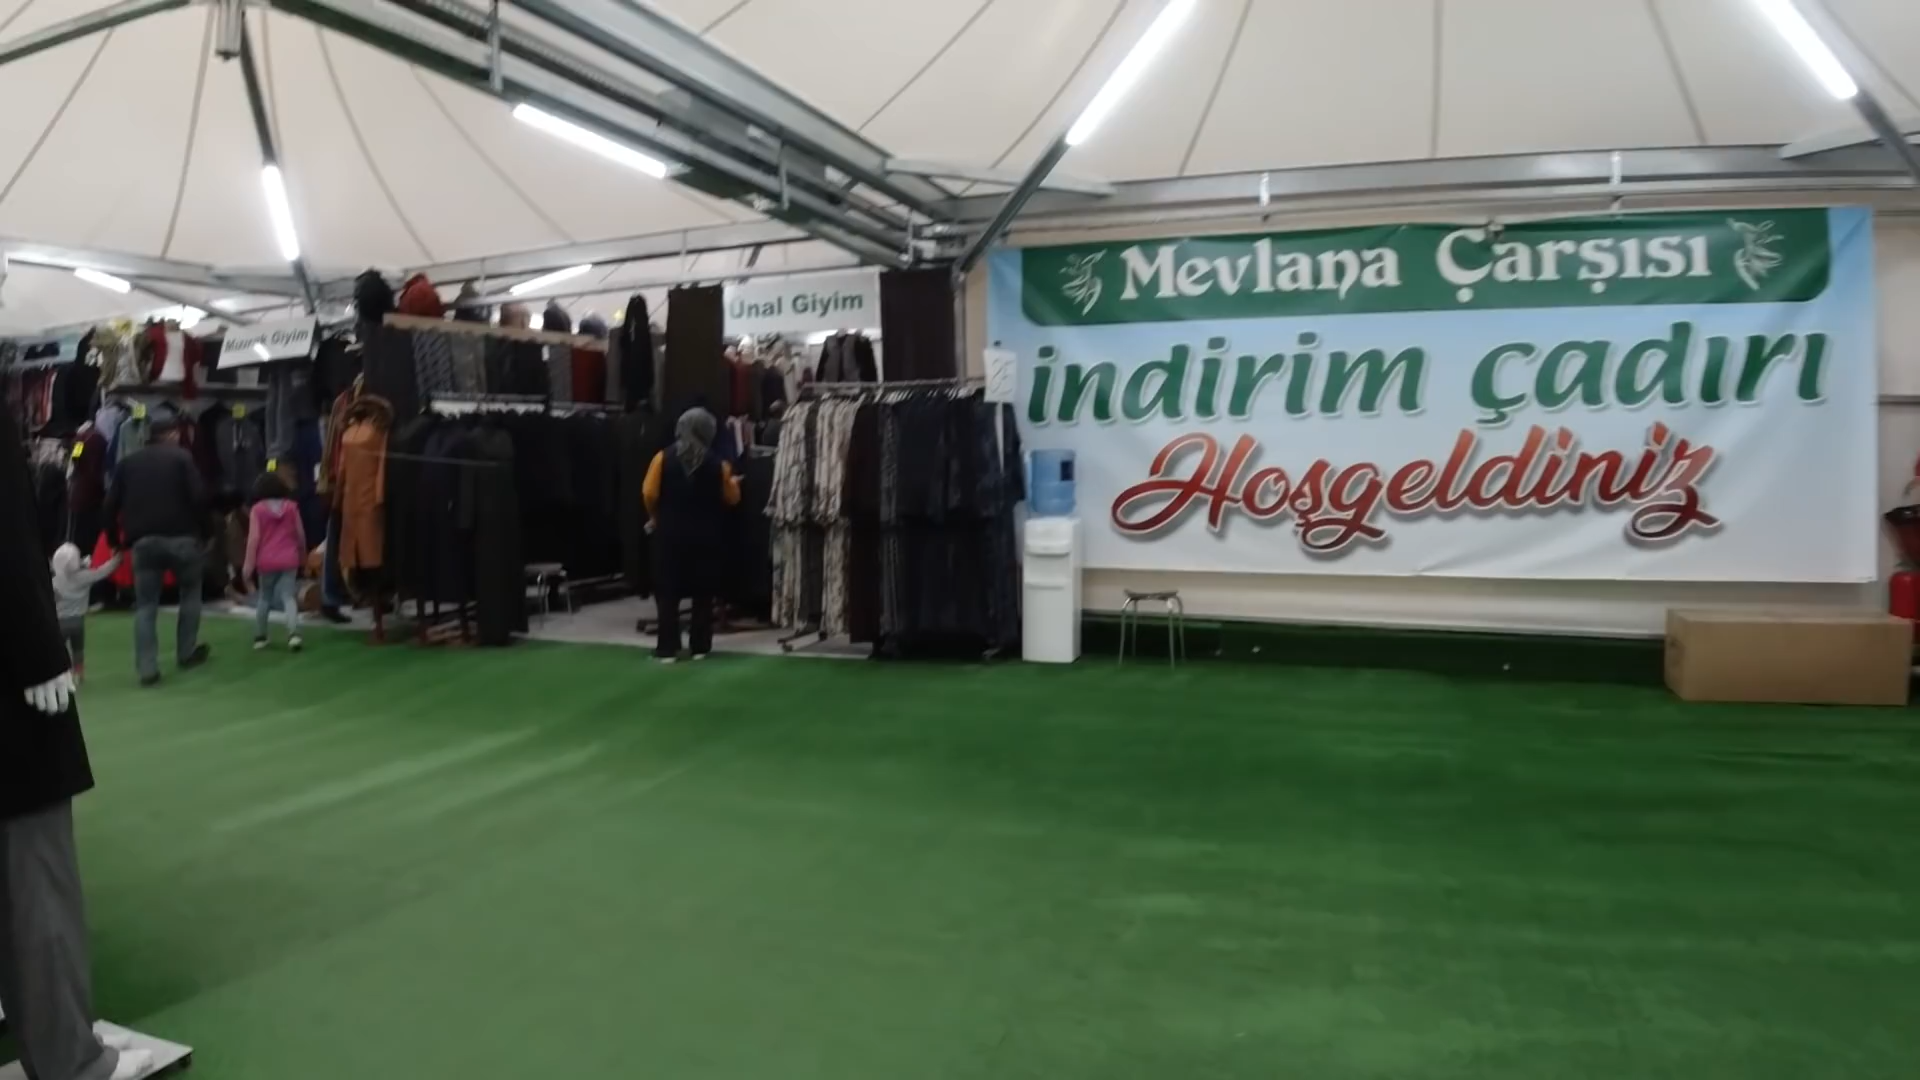 Mevlana Çarşısı
indirim çadırı
Hoşgeldiniz
Ünal Giyim
Giyim